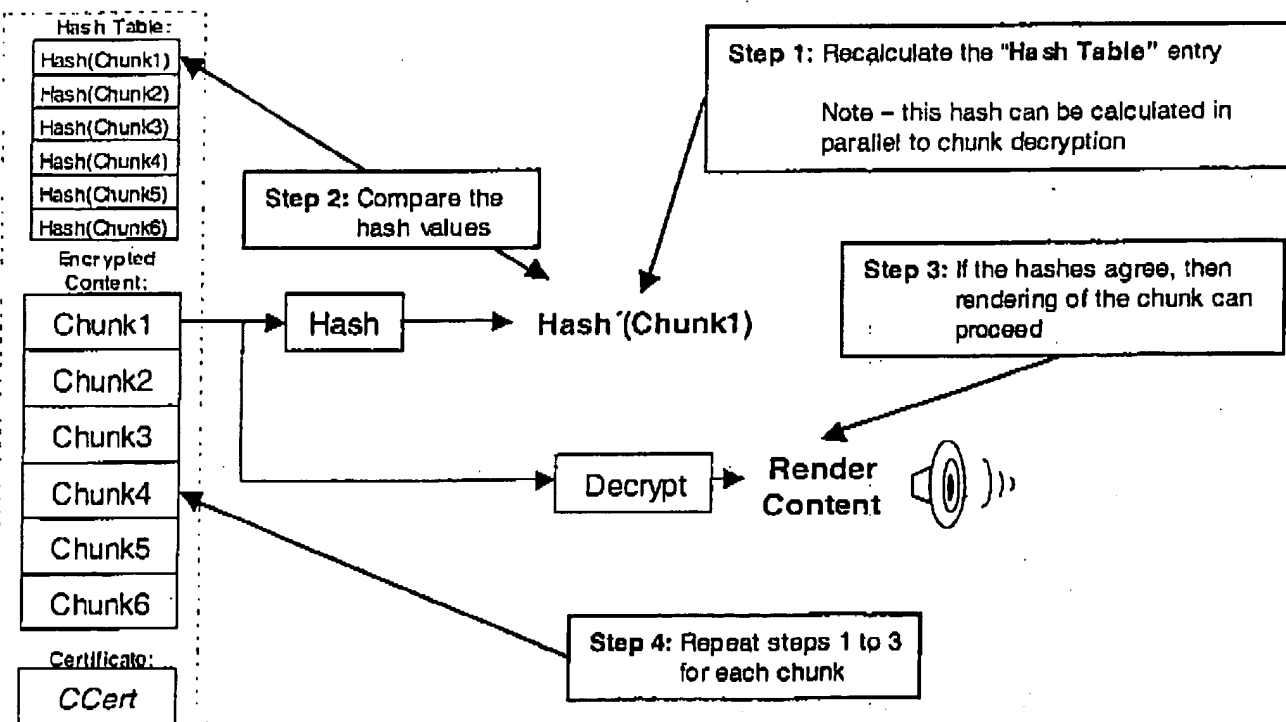 Hash Table:
Hash(Chunk1)
Hash(Chunk2)
Hash(Chunk3)
Hash(Chunk4)
Hash(Chunk5)
Hash(Chunk6)
Encrypted
Content:
Chunk1
Chunk2
Chunk3
Chunk4
Chunk5
Chunk6
Certificate:
CCert
Step 1: Recalculate the "Hash Table" entry
Note – this hash can be calculated in
parallel to chunk decryption
Step 2: Compare the
hash values
Hash
Hash´(Chunk1)
Step 3: If the hashes agree, then
rendering of the chunk can
proceed
Decrypt
Render
Content
Step 4: Repeat steps 1 to 3
for each chunk